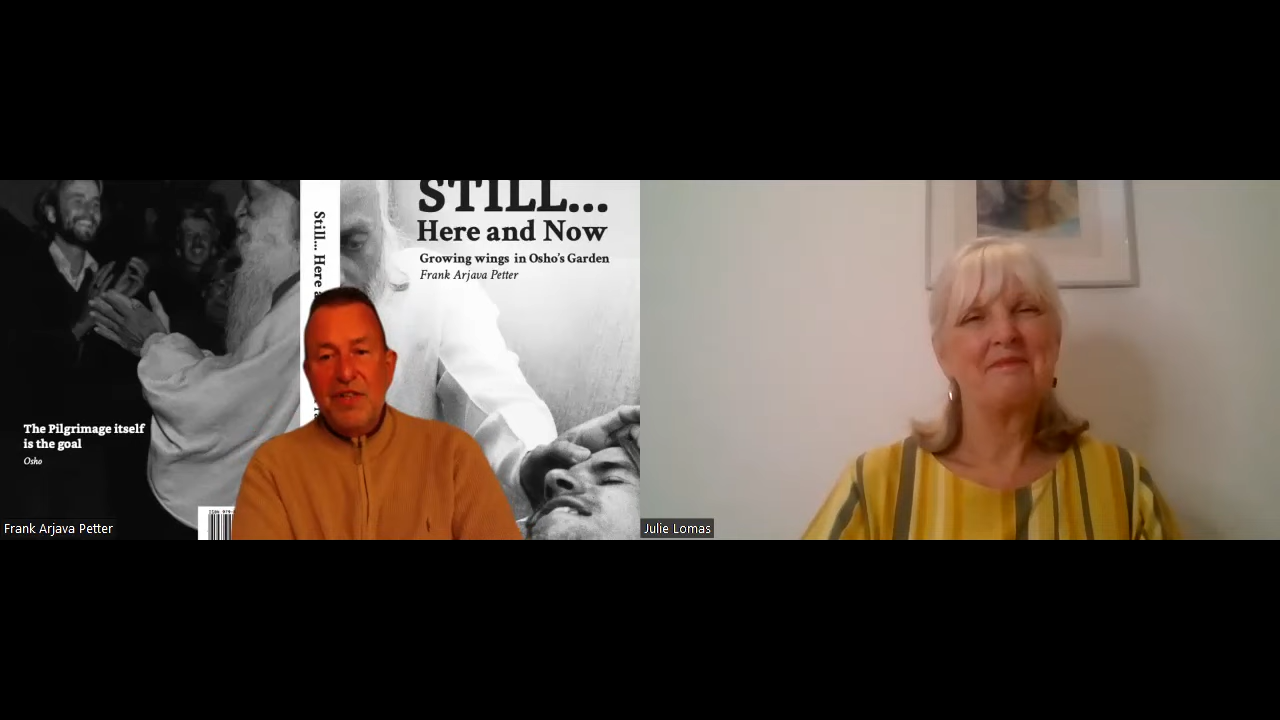 STILL...
Here and Now
Growing wings in Osho's Garden
Frank Arjava Petter
Still... Here a
The Pilgrimage itself
is the goal
Osho
Frank Arjava Petter
Julie Lomas